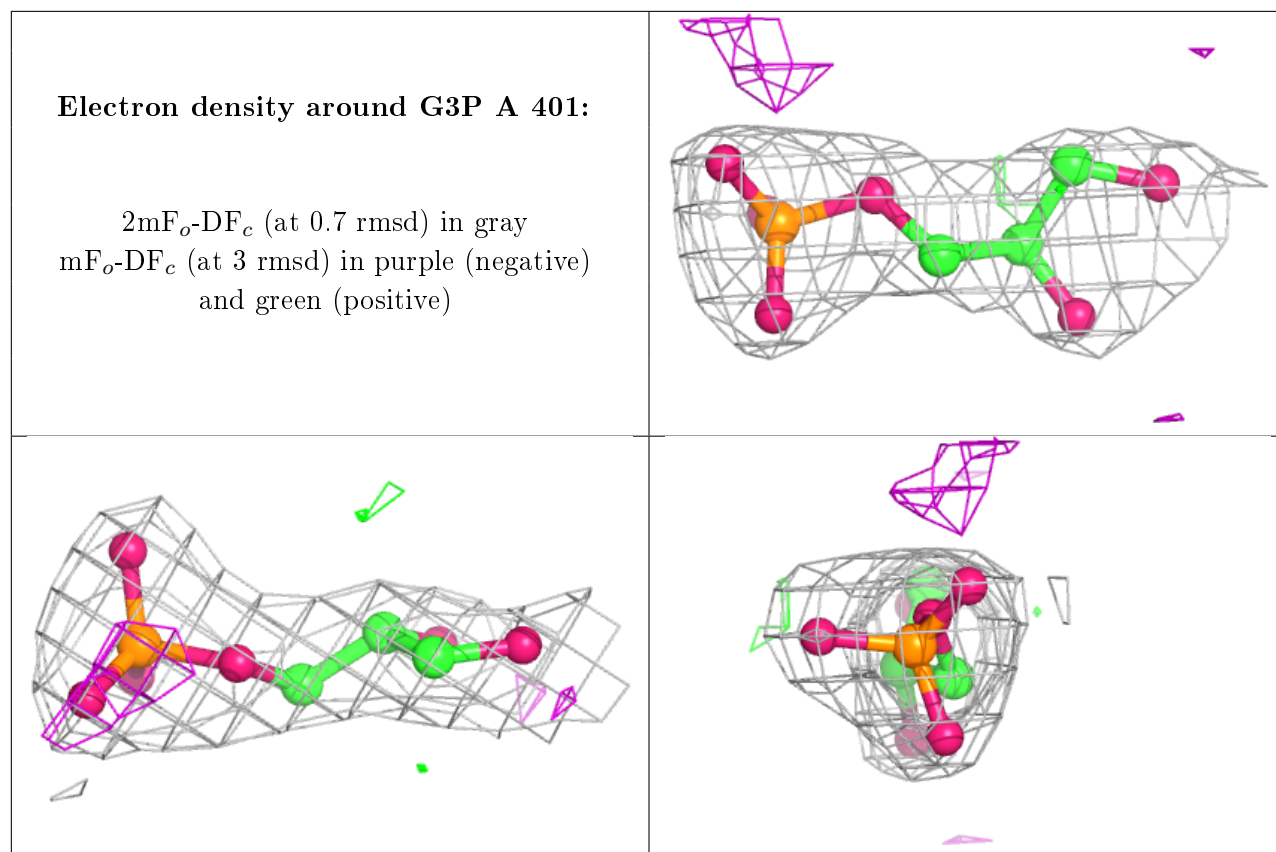 Electron density around G3P A 401:
2mFo-DFc (at 0.7 rmsd) in gray
mFo-DFc (at 3 rmsd) in purple (negative)
and green (positive)